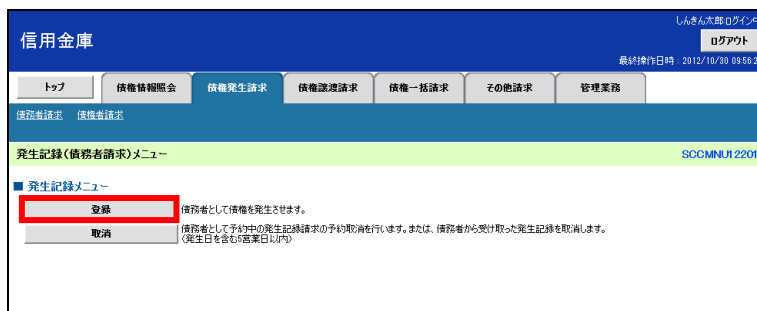 しんきん太郎:ログイン中
信用金庫
ログアウト
最終操作日時:2012/10/30 09:56:2
トップ 債権情報照会 債権発生請求 債権譲渡請求 債権一括請求 その他請求 管理業務
債務者請求 債権者請求
発生記録(債務者請求)メニュー SCCMNU12201
■ 発生記録メニュー
登録 債務者として債権を発生させます。
取消 債務者として予約中の発生記録請求の予約取消を行います。または、債務者から受け取った発生記録を取消します。
(発生日を含む5営業日以内)